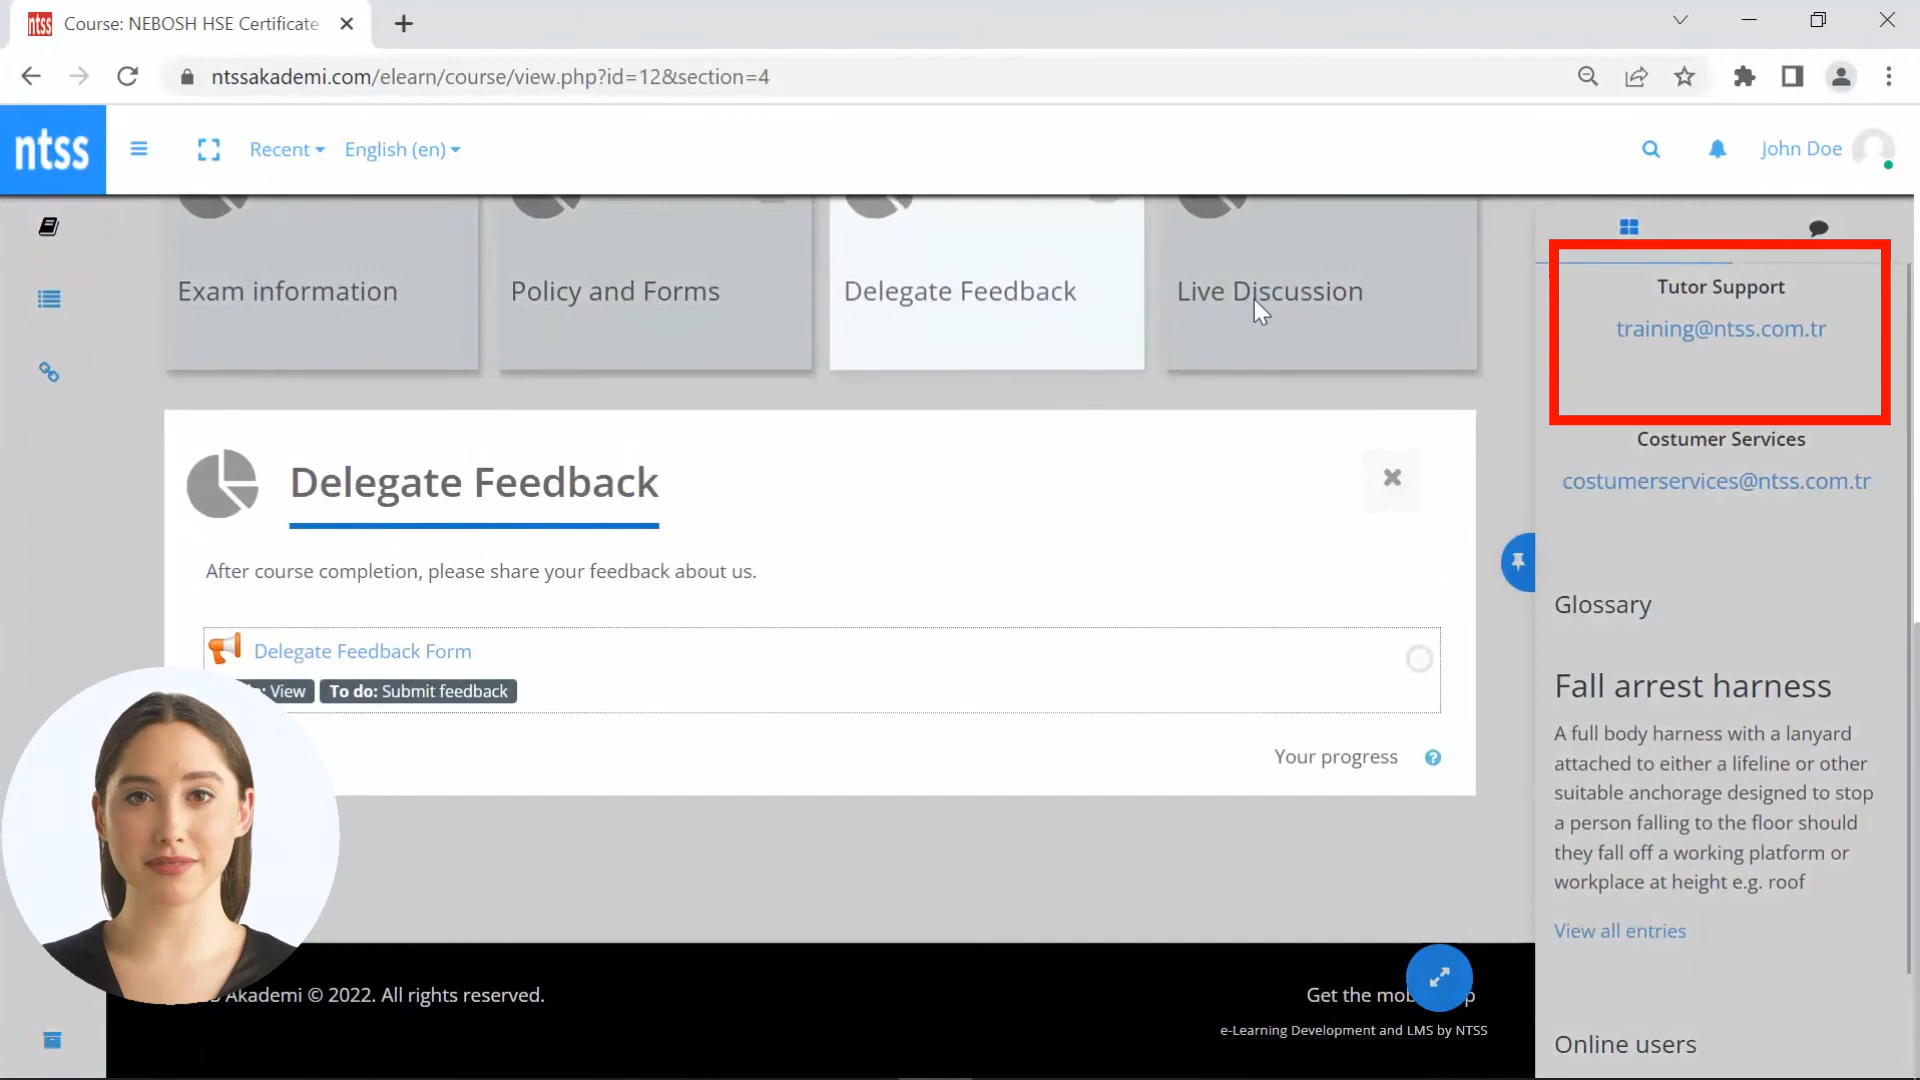 ntss Course: NEBOSH HSE Certificate
ntssakademi.com/elearn/course/view.php?id=12&section=4
ntss Recent English (en) John Doe
Exam information
Policy and Forms
Delegate Feedback
Live Discussion
Delegate Feedback
After course completion, please share your feedback about us.
Delegate Feedback Form
: View To do: Submit feedback
Your progress
Tutor Support
training@ntss.com.tr
Costumer Services
costumerservices@ntss.com.tr
Glossary
Fall arrest harness
A full body harness with a lanyard
attached to either a lifeline or other
suitable anchorage designed to stop
a person falling to the floor should
they fall off a working platform or
workplace at height e.g. roof
View all entries
Online users
Akademi © 2022. All rights reserved.
Get the mob p
e-Learning Development and LMS by NTSS